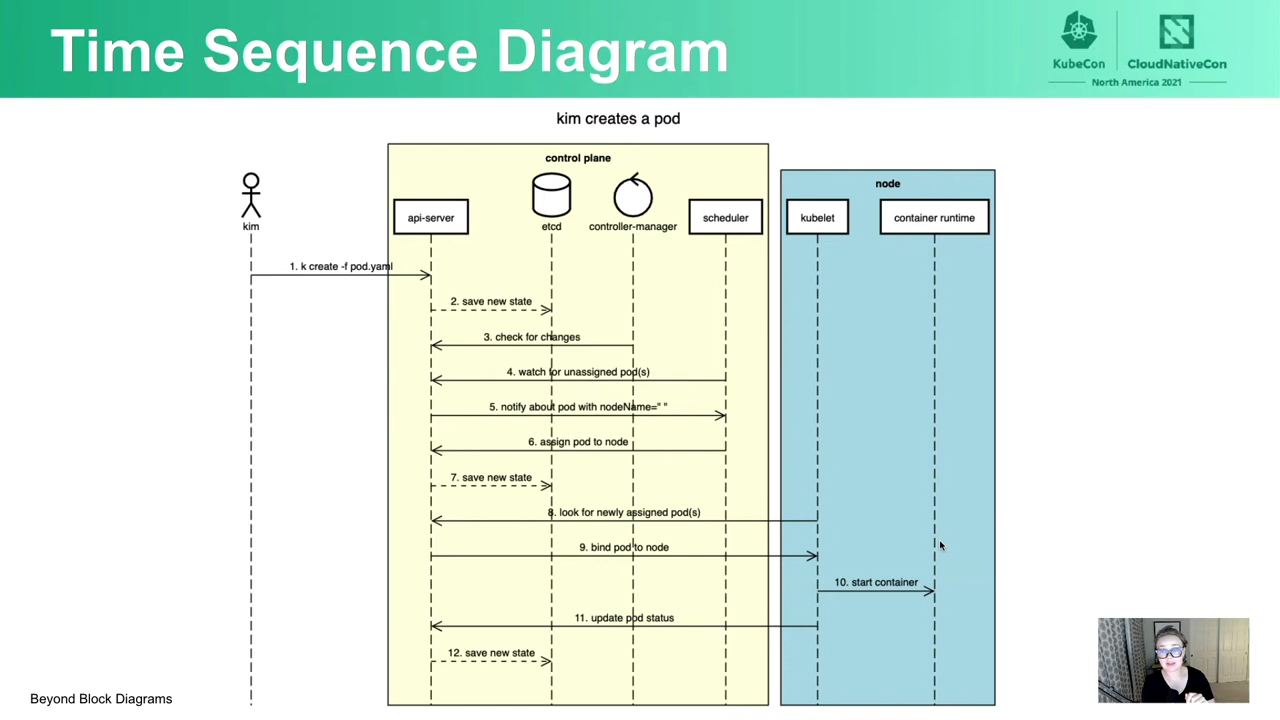 Time Sequence Diagram
KubeCon
CloudNativeCon
North America 2021
kim creates a pod
control plane
node
kim
api-server
etcd
controller-manager
scheduler
kubelet
container runtime
1. k create -f pod.yaml
2. save new state
3. check for changes
4. watch for unassigned pod(s)
5. notify about pod with nodeName=" "
6. assign pod to node
7. save new state
8. look for newly assigned pod(s)
9. bind pod to node
10. start container
11. update pod status
12. save new state
Beyond Block Diagrams